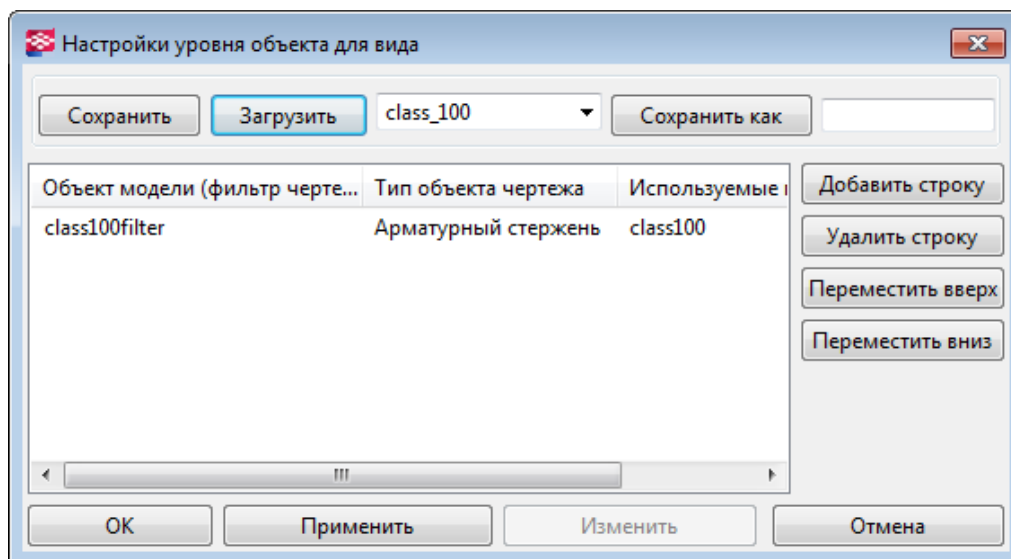 Настройки уровня объекта для вида
Сохранить Загрузить class_100 Сохранить как
Объект модели (фильтр черте... Тип объекта чертежа Используемые Добавить строку
class100filter Арматурный стержень class100 Удалить строку
Переместить вверх
Переместить вниз
OK Применить Изменить Отмена